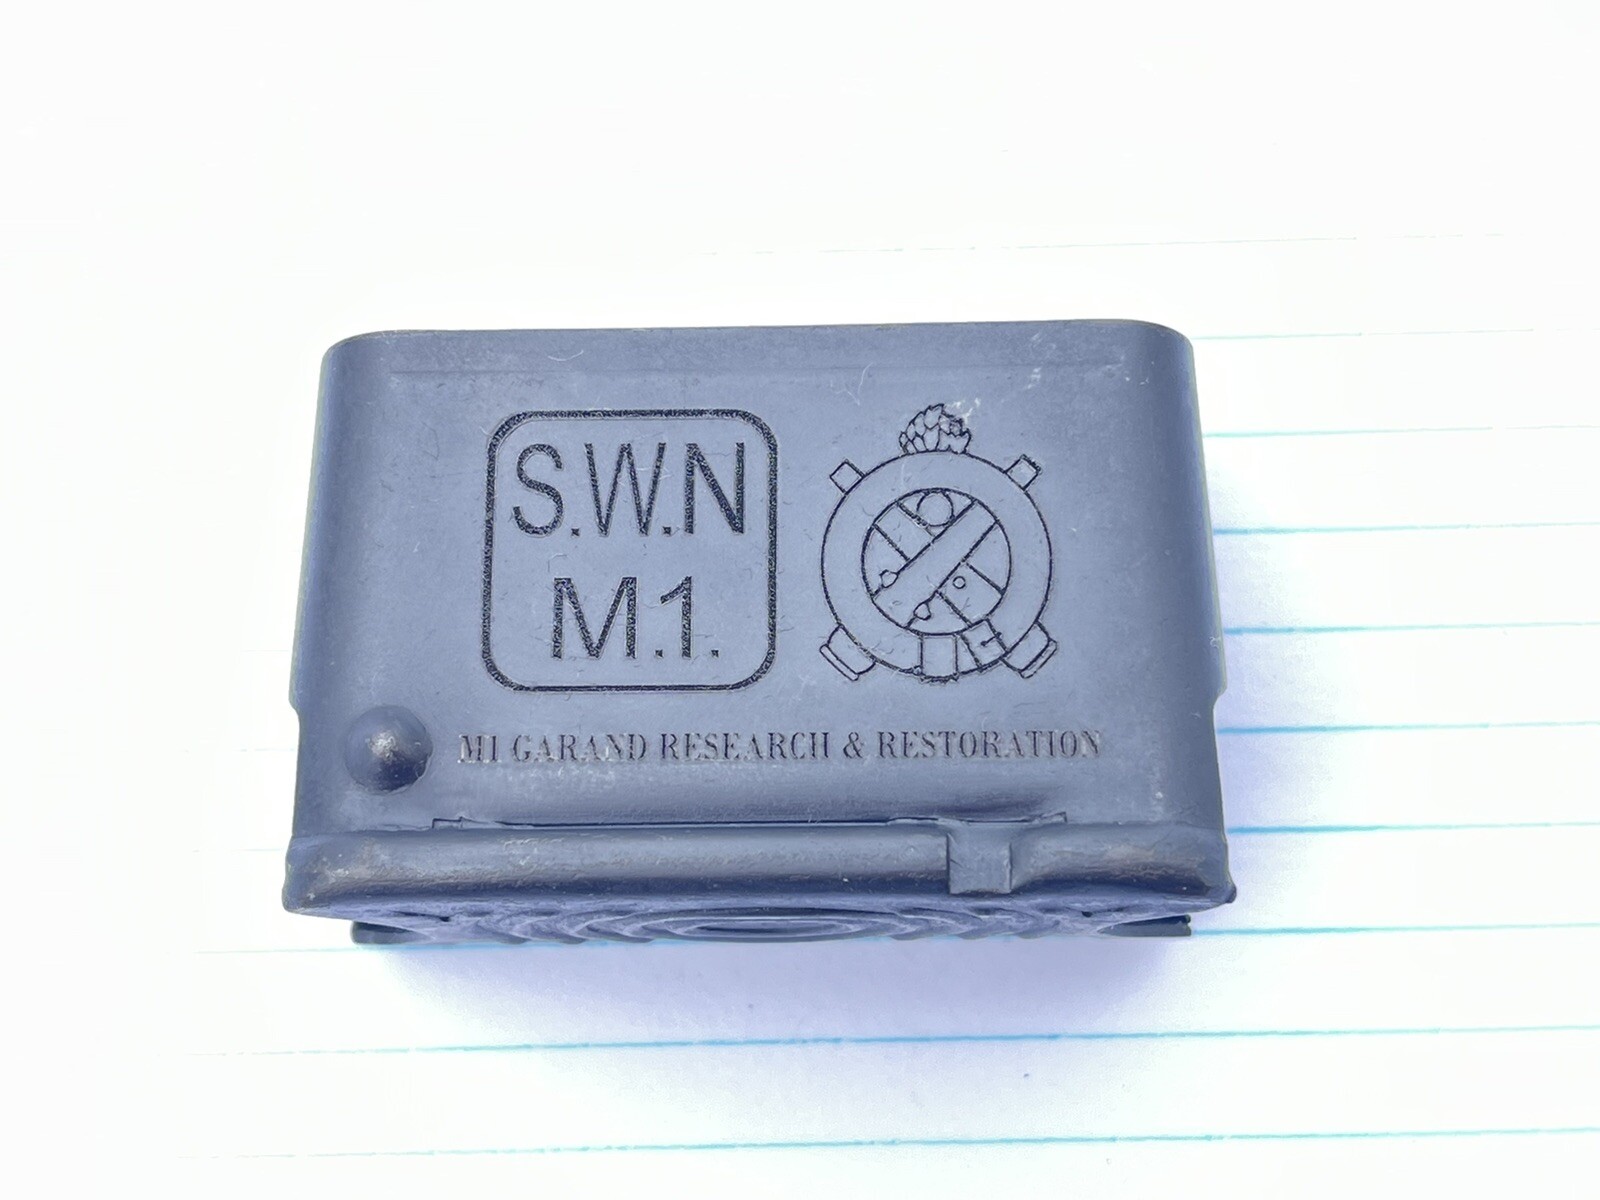 S.W.N
M.1.
M1 GARAND RESEARCH & RESTORATION